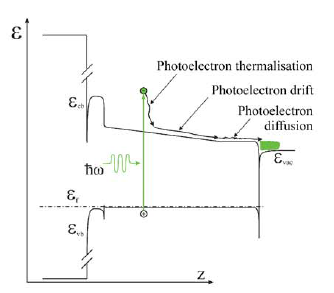 ε
Photoelectron thermalisation
Photoelectron drift
Photoelectron
diffusion
ε_cb
ε_vac
ħω
ε_f
ε_vb
z